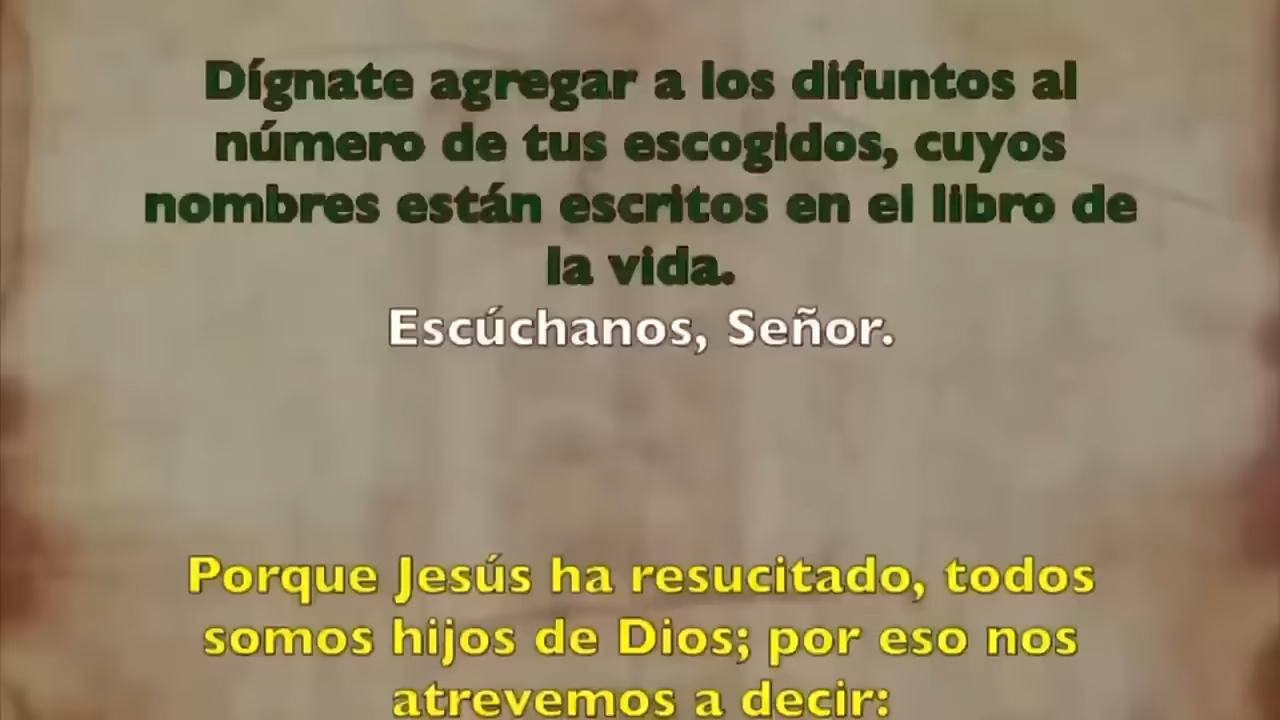 Dígnate agregar a los difuntos al
número de tus escogidos, cuyos
nombres están escritos en el libro de
la vida.
Escúchanos, Señor.
Porque Jesús ha resucitado, todos
somos hijos de Dios; por eso nos
atrevemos a decir: